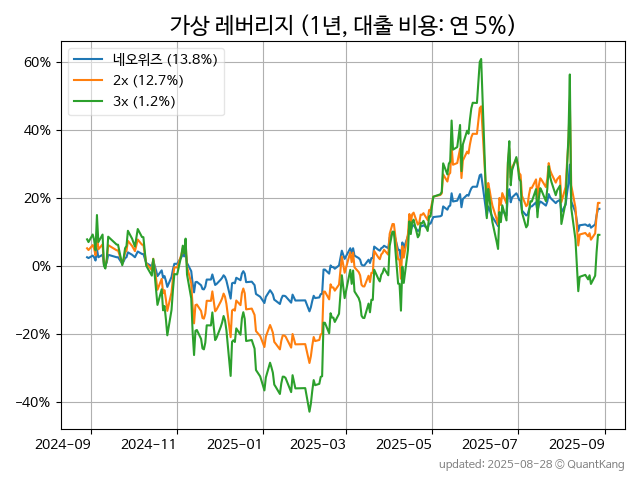 가상 레버리지 (1년, 대출 비용: 연 5%)
네오위즈 (13.8%)
2x (12.7%)
3x (1.2%)
60%
40%
20%
0%
−20%
−40%
2024-09
2024-11
2025-01
2025-03
2025-05
2025-07
2025-09
updated: 2025-08-28 © QuantKang